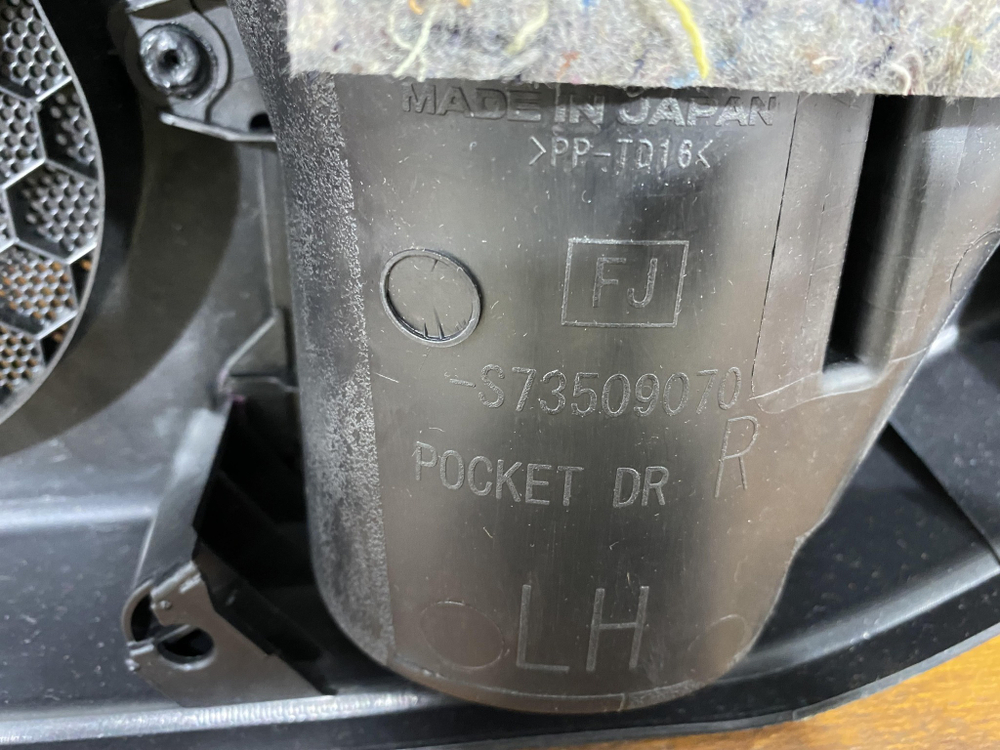 MADE IN JAPAN
>PP-TD16<
FJ
-S73509070
POCKET DR R
LH